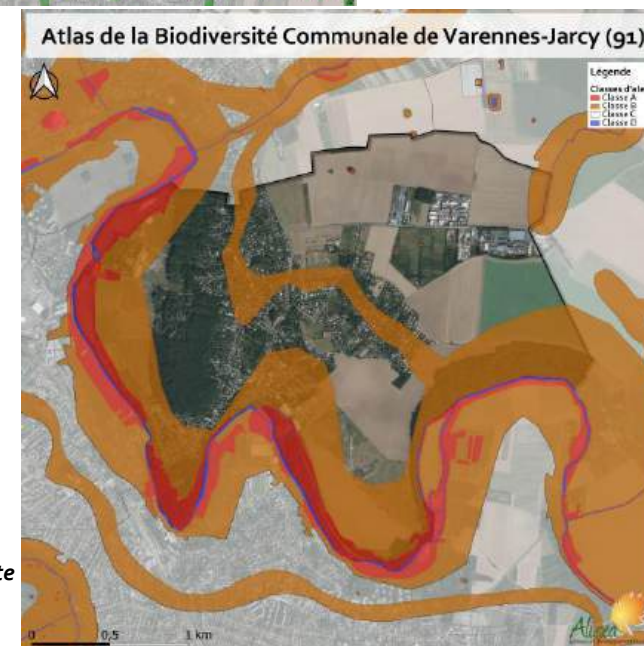 Atlas de la Biodiversité Communale de Varennes-Jarcy (91)
Légende
Classe A
Classe B
Classe C
Classe D
te
0 0,5 1 km